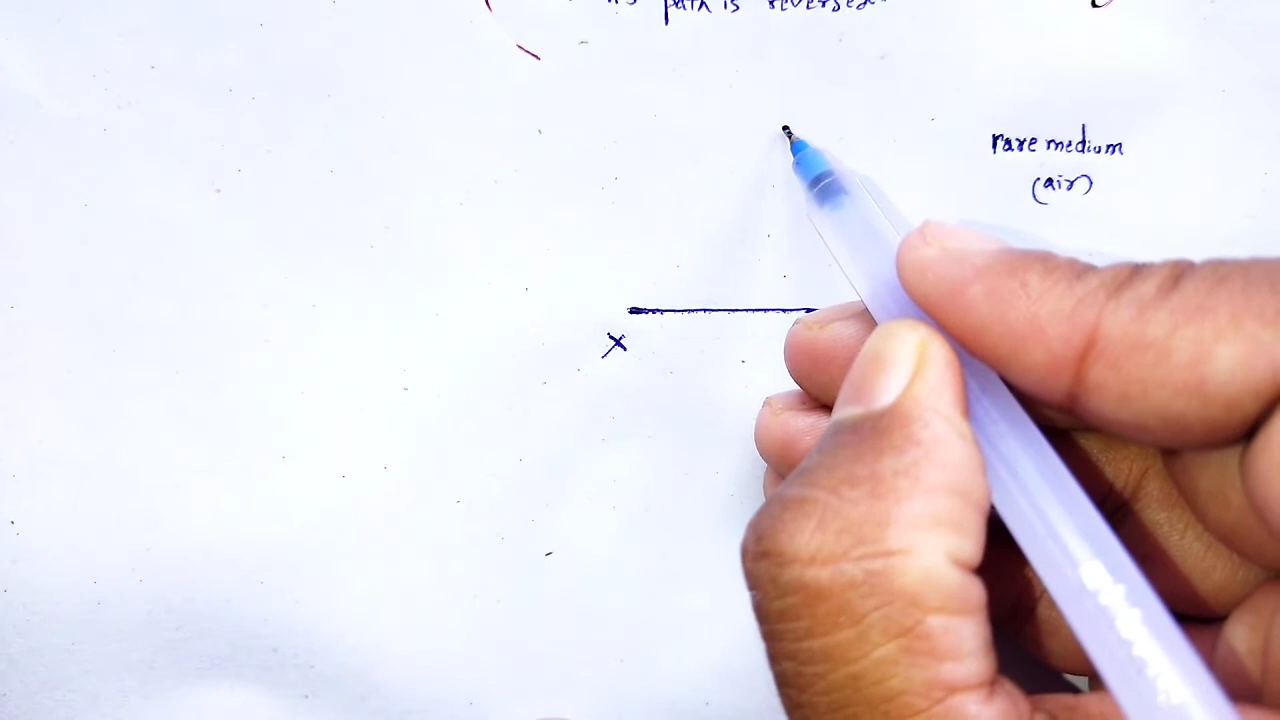 path is reversed.
rare medium
(air)
X